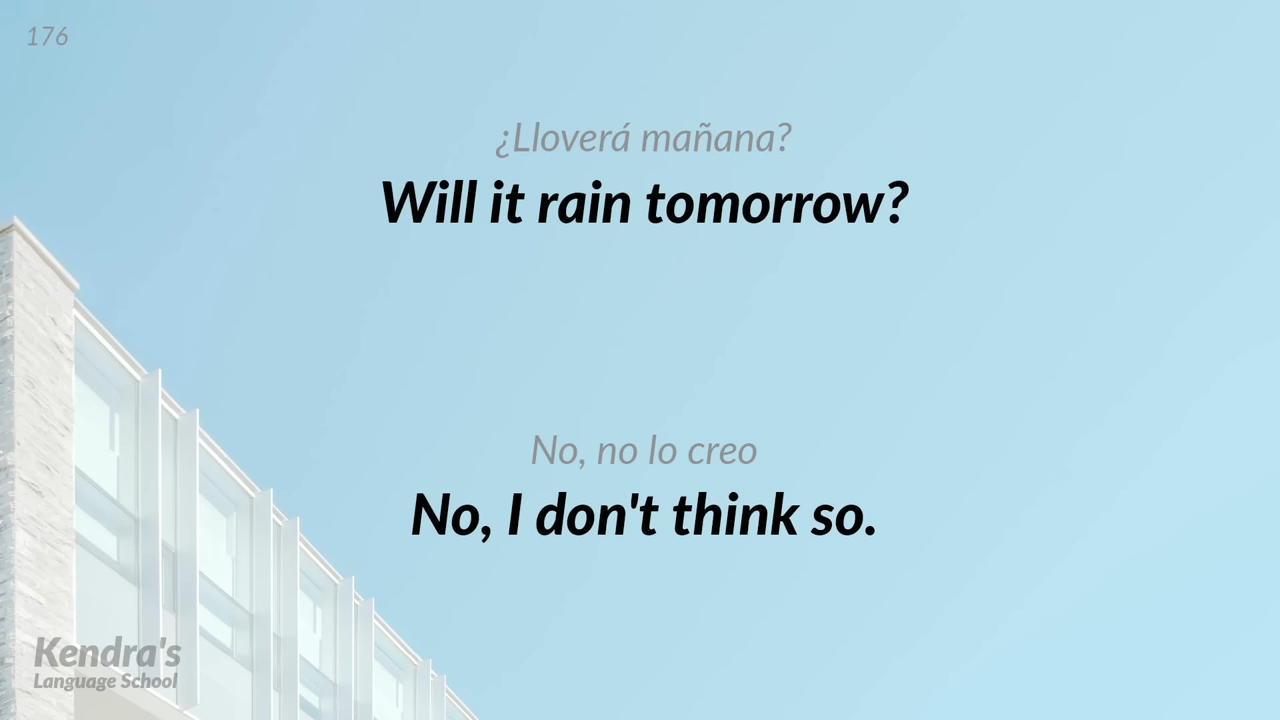 176
¿Lloverá mañana?
Will it rain tomorrow?
No, no lo creo
No, I don't think so.
Kendra's
Language School